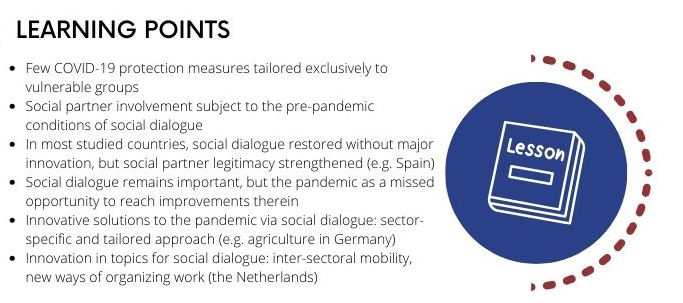 LEARNING POINTS
• Few COVID-19 protection measures tailored exclusively to
vulnerable groups
• Social partner involvement subject to the pre-pandemic
conditions of social dialogue
• In most studied countries, social dialogue restored without major
innovation, but social partner legitimacy strengthened (e.g. Spain)
• Social dialogue remains important, but the pandemic as a missed
opportunity to reach improvements therein
• Innovative solutions to the pandemic via social dialogue: sector-
specific and tailored approach (e.g. agriculture in Germany)
• Innovation in topics for social dialogue: inter-sectoral mobility,
new ways of organizing work (the Netherlands)
Lesson